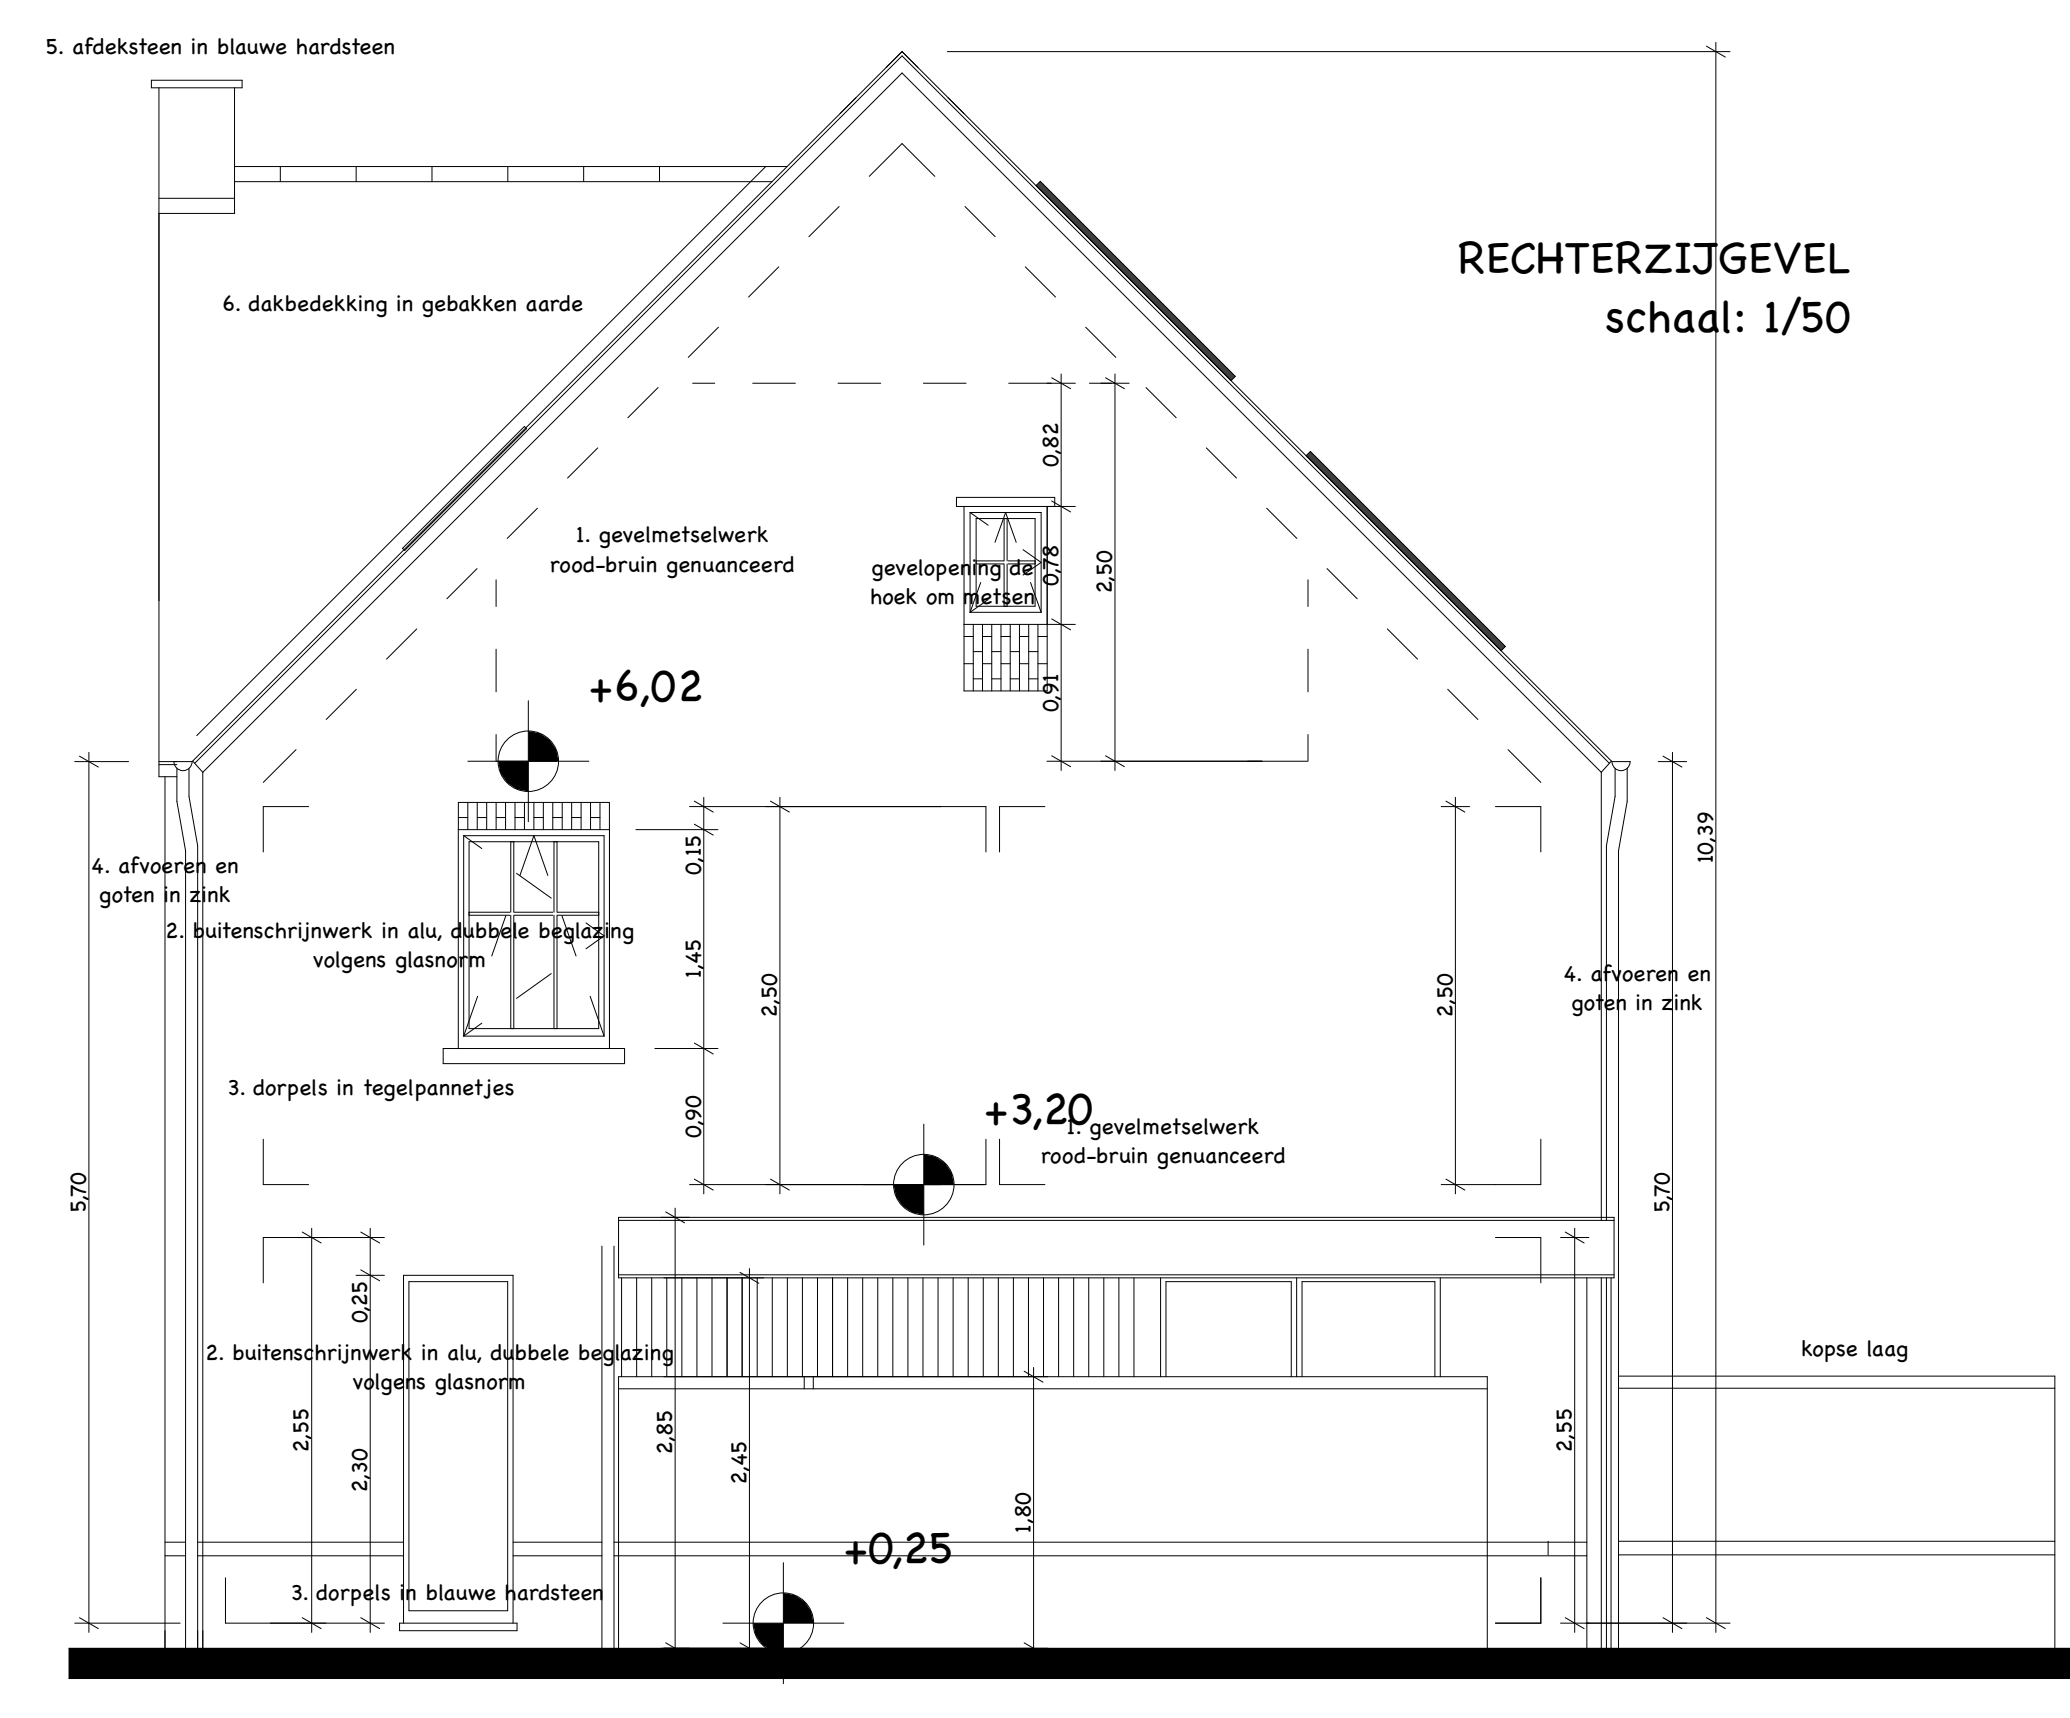 5. afdeksteen in blauwe hardsteen
RECHTERZIJGEVEL
schaal: 1/50
6. dakbedekking in gebakken aarde
0,82
1. gevelmetselwerk
rood-bruin genuanceerd
gevelopening de
hoek om metsen
0,78
2,50
0,91
+6,02
10,39
0,15
4. afvoeren en
goten in zink
2. buitenschrijnwerk in alu, dubbele beglazing
volgens glasnorm
1,45
2,50
2,50
4. afvoeren en
goten in zink
3. dorpels in tegelpannetjes
0,90
+3,20
1. gevelmetselwerk
rood-bruin genuanceerd
5,70
5,70
0,25
2. buitenschrijnwerk in alu, dubbele beglazing
volgens glasnorm
kopse laag
2,55
2,30
2,85
2,45
1,80
2,55
+0,25
3. dorpels in blauwe hardsteen